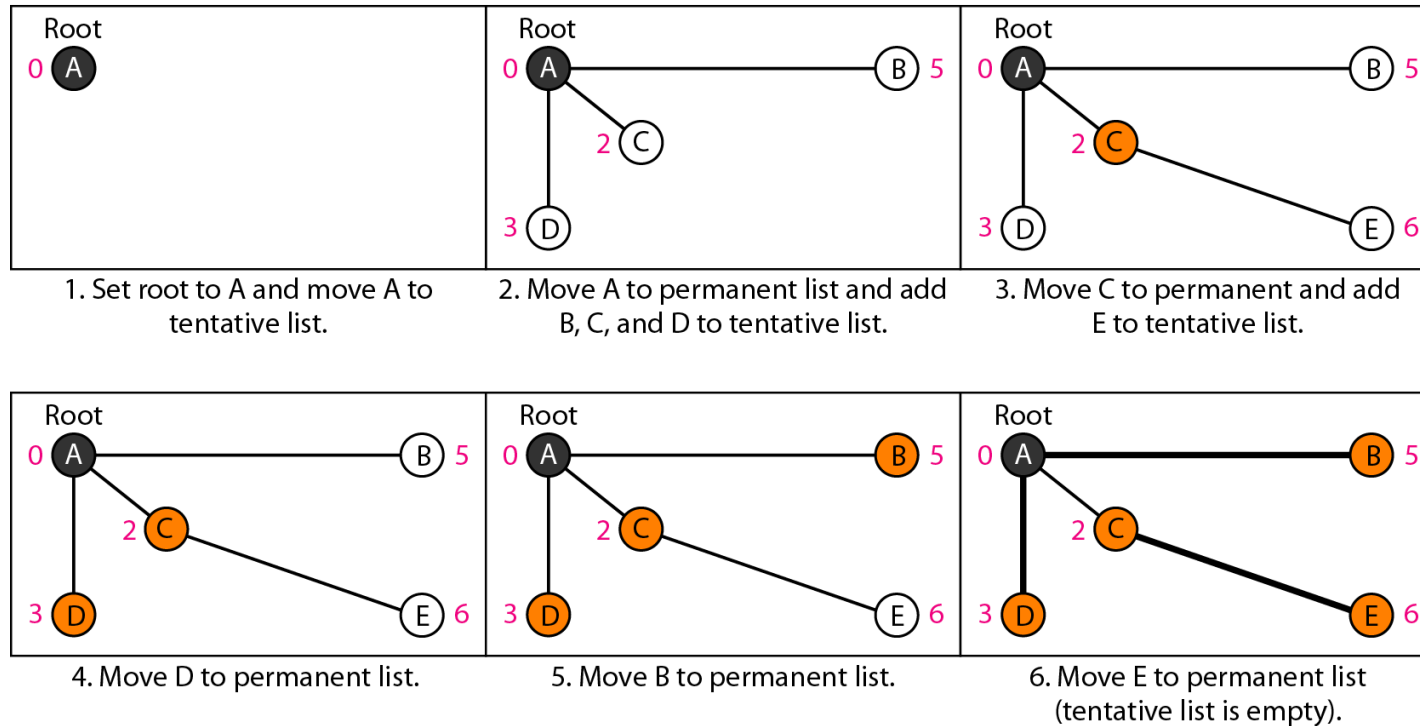 Root
0 A
1. Set root to A and move A to
tentative list.
Root
0 A B 5
2 C
3 D
2. Move A to permanent list and add
B, C, and D to tentative list.
Root
0 A B 5
2 C
3 D E 6
3. Move C to permanent and add
E to tentative list.
Root
0 A B 5
2 C
3 D E 6
4. Move D to permanent list.
Root
0 A B 5
2 C
3 D E 6
5. Move B to permanent list.
Root
0 A B 5
2 C
3 D E 6
6. Move E to permanent list
(tentative list is empty).